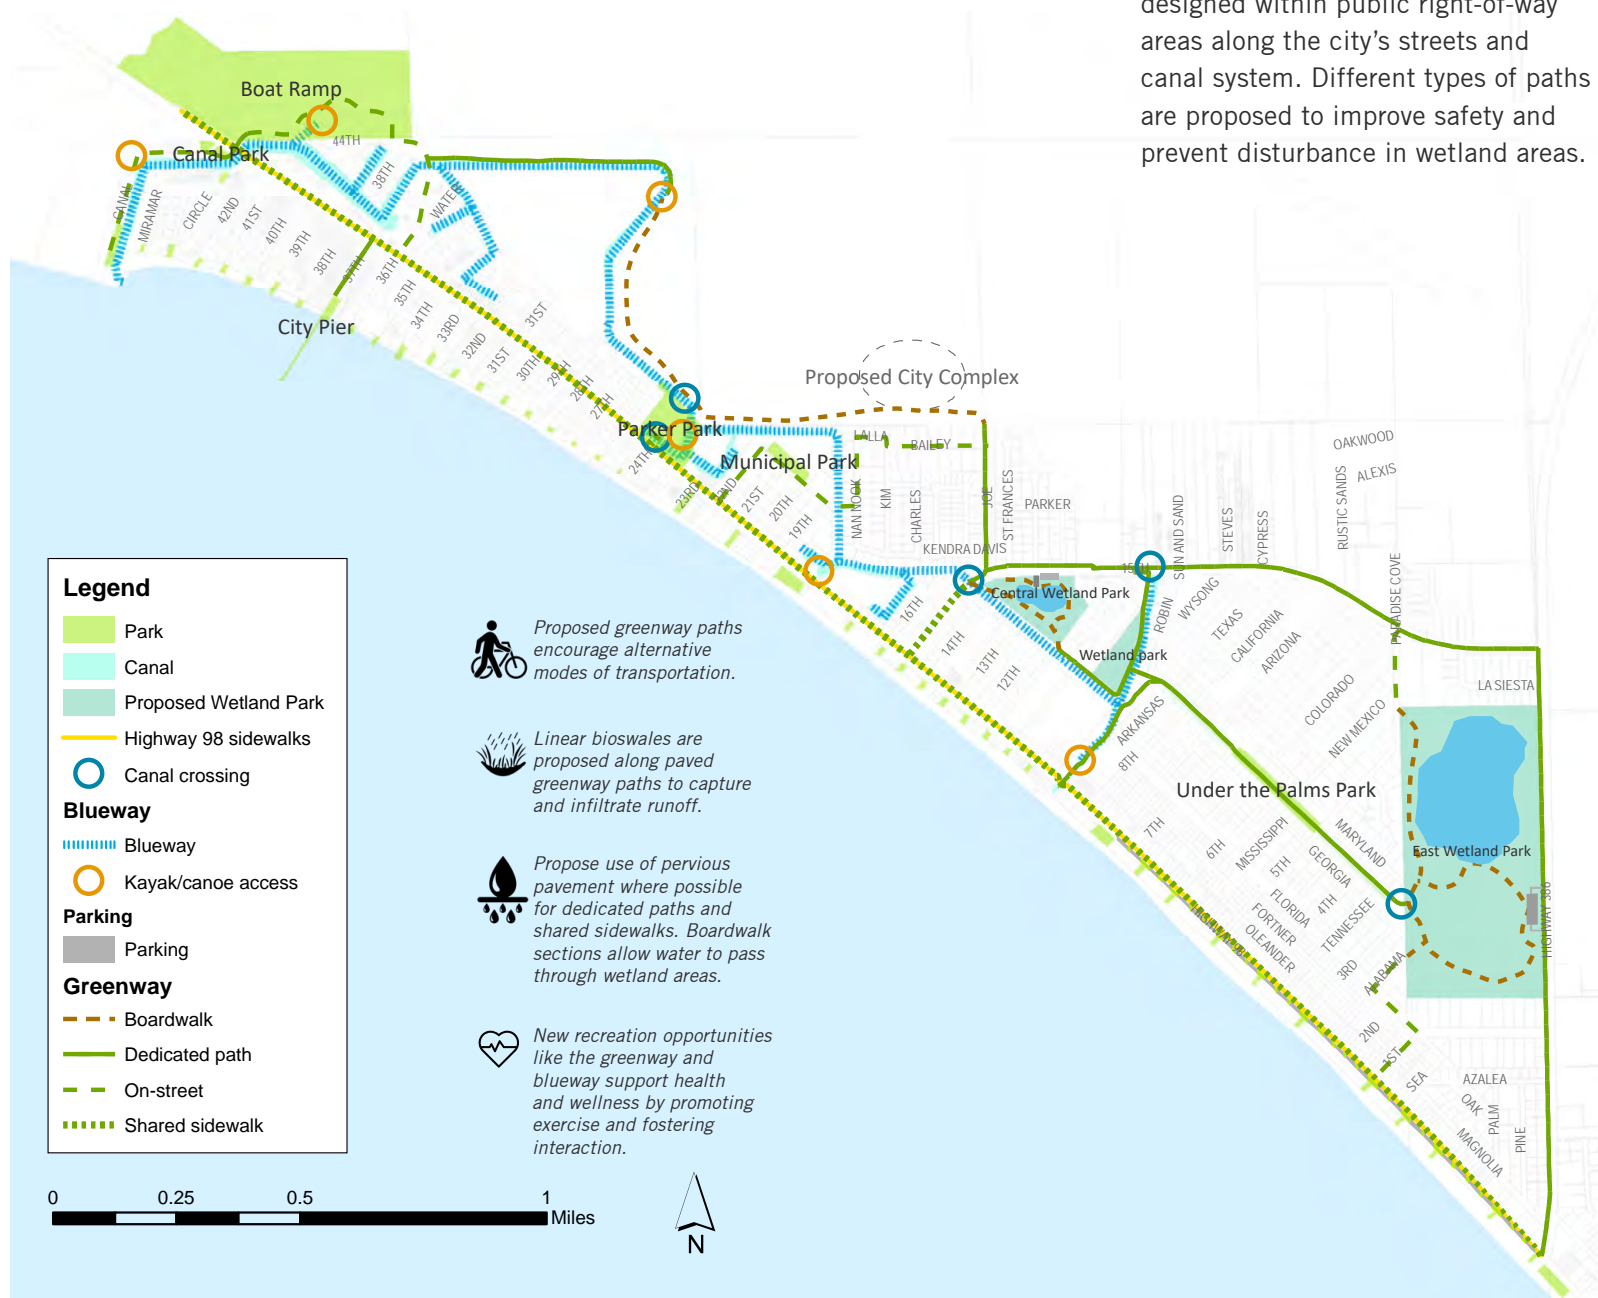 designed within public right-of-way
areas along the city's streets and
canal system. Different types of paths
are proposed to improve safety and
prevent disturbance in wetland areas.
Boat Ramp
44TH
Canal Park
38TH
CANAL
MIRAMAR
CIRCLE
42ND
41ST
40TH
39TH
38TH
37TH
36TH
35TH
34TH
33RD
32ND
31ST
30TH
29TH
28TH
27TH
WATER
31ST
City Pier
Proposed City Complex
Parker Park
24TH
23RD
22ND
21ST
20TH
19TH
Municipal Park
LALLA
BAILEY
NAN NOOK
KIM
CHARLES
JOE
ST FRANCES
PARKER
KENDRA DAVIS
OAKWOOD
ALEXIS
RUSTIC SANDS
SUN AND SAND
STEVES
CYPRESS
PARADISE COVE
15TH
Central Wetland Park
16TH
14TH
13TH
12TH
ROBIN
WYSONG
TEXAS
CALIFORNIA
ARIZONA
Wetland park
COLORADO
NEW MEXICO
LA SIESTA
ARKANSAS
8TH
Under the Palms Park
7TH
6TH
MISSISSIPPI
5TH
GEORGIA
MARYLAND
FLORIDA
4TH
FORTNER
TENNESSEE
OLEANDER
HIGHWAY 98
3RD
ALABAMA
East Wetland Park
HIGHWAY 386
2ND
1ST
SEA
AZALEA
OAK
PALM
PINE
MAGNOLIA
Legend
Park
Canal
Proposed Wetland Park
Highway 98 sidewalks
Canal crossing
Blueway
Blueway
Kayak/canoe access
Parking
Parking
Greenway
Boardwalk
Dedicated path
On-street
Shared sidewalk
Proposed greenway paths
encourage alternative
modes of transportation.
Linear bioswales are
proposed along paved
greenway paths to capture
and infiltrate runoff.
Propose use of pervious
pavement where possible
for dedicated paths and
shared sidewalks. Boardwalk
sections allow water to pass
through wetland areas.
New recreation opportunities
like the greenway and
blueway support health
and wellness by promoting
exercise and fostering
interaction.
0 0.25 0.5 1
Miles
N